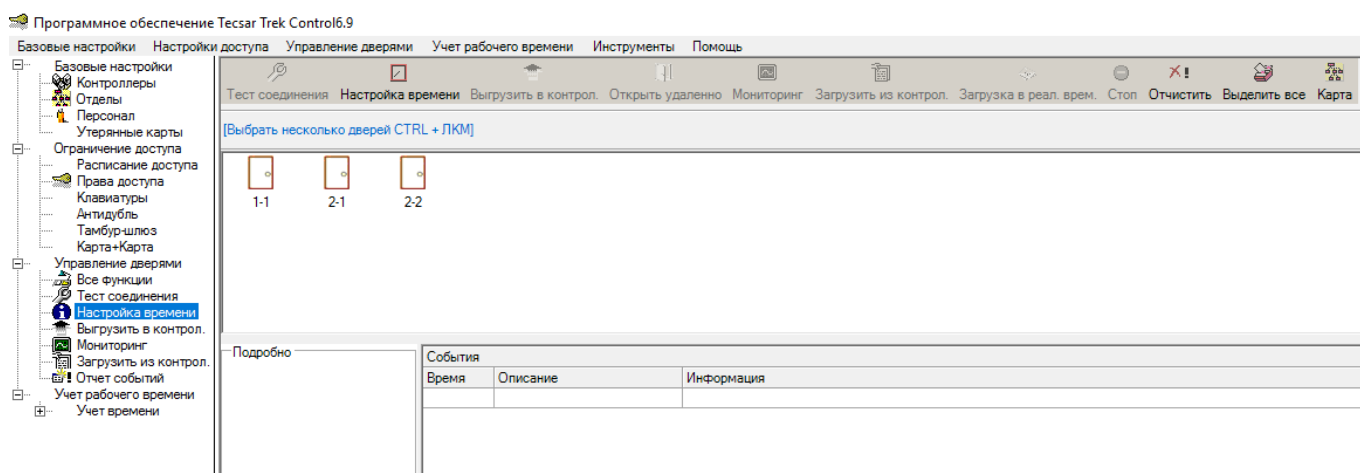 Программное обеспечение Tecsar Trek Control6.9
Базовые настройки Настройки доступа Управление дверями Учет рабочего времени Инструменты Помощь
Базовые настройки
Контроллеры
Отделы
Персонал
Утерянные карты
Ограничение доступа
Расписание доступа
Права доступа
Клавиатуры
Антидубль
Тамбур-шлюз
Карта+Карта
Управление дверями
Все функции
Тест соединения
Настройка времени
Выгрузить в контрол.
Мониторинг
Загрузить из контрол.
Отчет событий
Учет рабочего времени
Учет времени
Тест соединения Настройка времени Выгрузить в контрол. Открыть удаленно Мониторинг Загрузить из контрол. Загрузка в реал. врем. Стоп Отчистить Выделить все Карта
[Выбрать несколько дверей CTRL + ЛКМ]
1-1 2-1 2-2
Подробно
События
Время Описание Информация